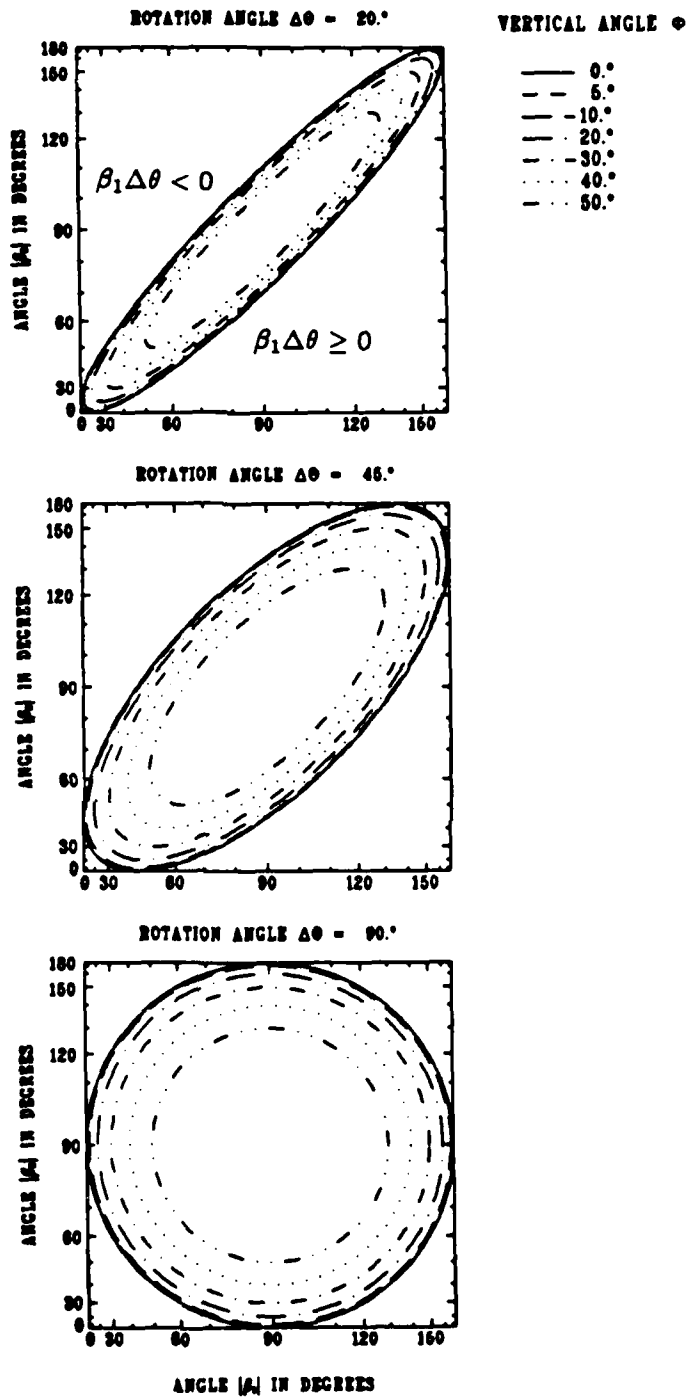 ROTATION ANGLE ΔΘ = 20.°
VERTICAL ANGLE Φ
0.°
5.°
10.°
20.°
30.°
40.°
50.°
180
150
120
90
60
30
0
ANGLE |β| IN DEGREES
β₁Δθ < 0
β₁Δθ ≥ 0
0 30 60 90 120 150
ROTATION ANGLE ΔΘ = 45.°
180
150
120
90
60
30
0
ANGLE |β| IN DEGREES
0 30 60 90 120 150
ROTATION ANGLE ΔΘ = 90.°
180
150
120
90
60
30
0
ANGLE |β| IN DEGREES
0 30 60 90 120 150
ANGLE |β| IN DEGREES